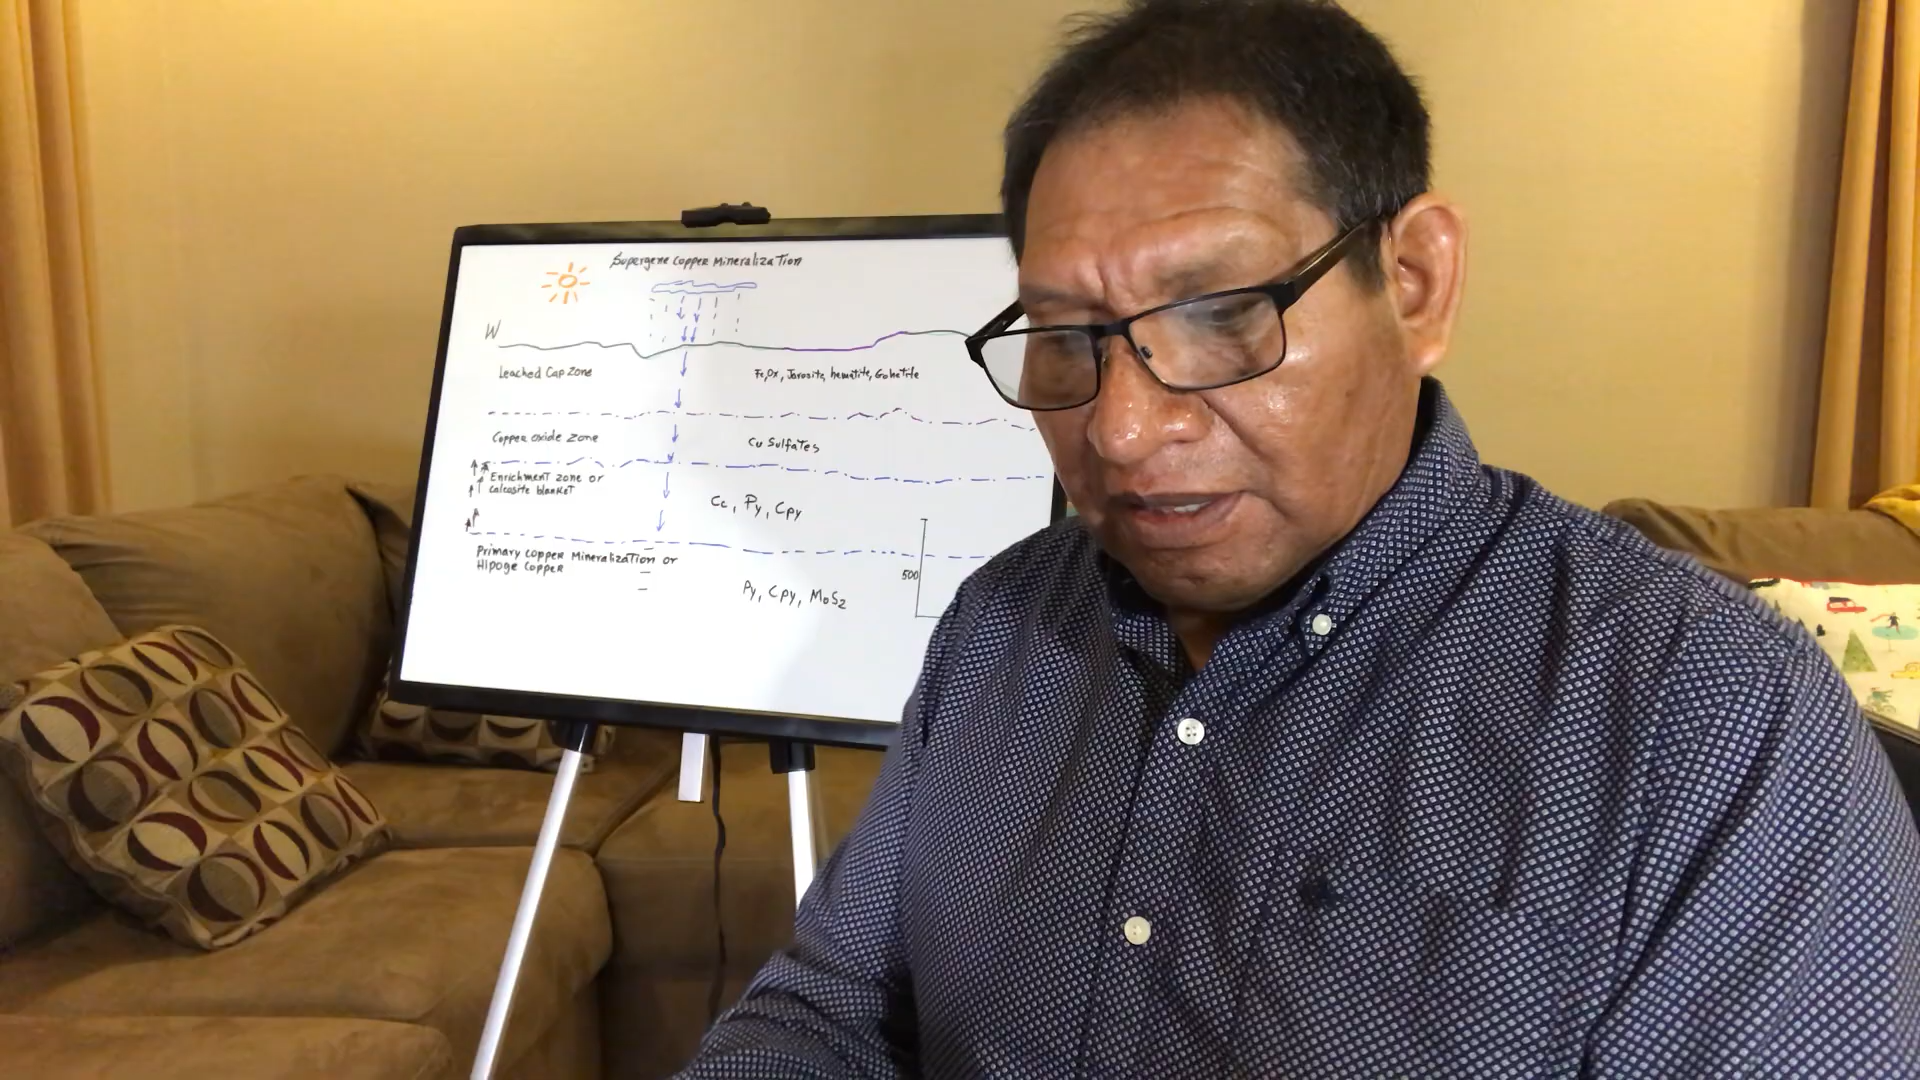 Supergene Copper Mineralization
W
Leached Cap Zone
Fe,Ox, Jarosite, hematite, Gohetite
Copper oxide zone
Cu Sulfates
Enrichment zone or
Calcosite blanket
Cc, Py, Cpy
Primary Copper Mineralization or
Hipoge Copper
500
Py, Cpy, MoS2